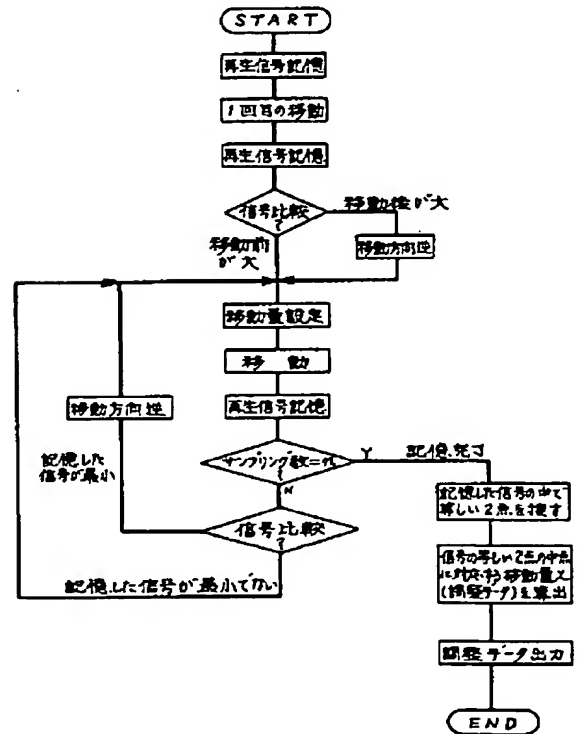 START
再生信号記憶
1回目の移動
再生信号記憶
信号比較
?
移動後が大
移動方向逆
移動前
が大
移動量設定
移動
再生信号記憶
移動方向逆
記憶した
信号が最小
サンプリング数=n
?
Y
記憶完了
N
信号比較
?
記憶した信号が最小でない
記憶した信号の中で
等しい2点を捜す
信号の等しい2点の中点
に対応する移動量X
(調整データ)を算出
調整データ出力
END